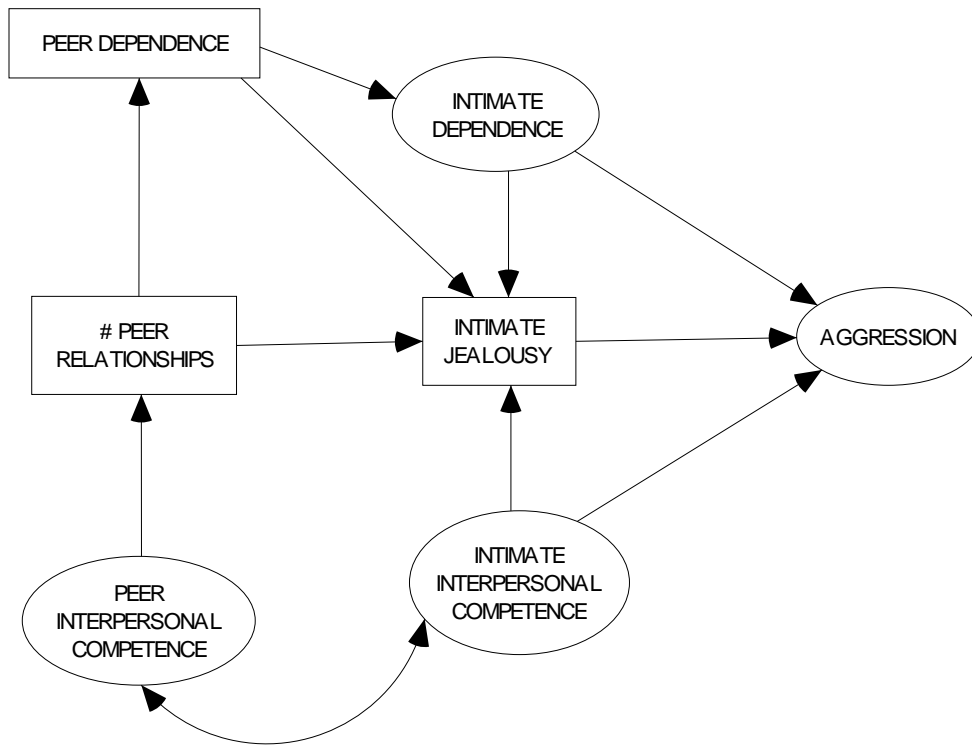 PEER DEPENDENCE
INTIMATE
DEPENDENCE
# PEER
RELATIONSHIPS
INTIMATE
JEALOUSY
AGGRESSION
PEER
INTERPERSONAL
COMPETENCE
INTIMATE
INTERPERSONAL
COMPETENCE